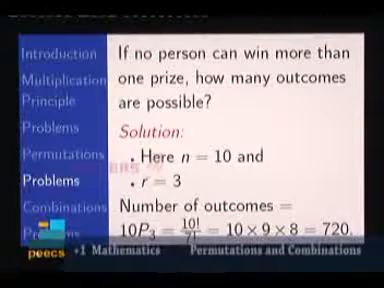 Introduction
Multiplication
Principle
Problems
Permutations
Problems
Combinations
If no person can win more than
one prize, how many outcomes
are possible?
Solution:
• Here n = 10 and
• r = 3
Number of outcomes =
10P₃ = 10!/7! = 10 × 9 × 8 = 720.
peecs
+1 Mathematics
Permutations and Combinations